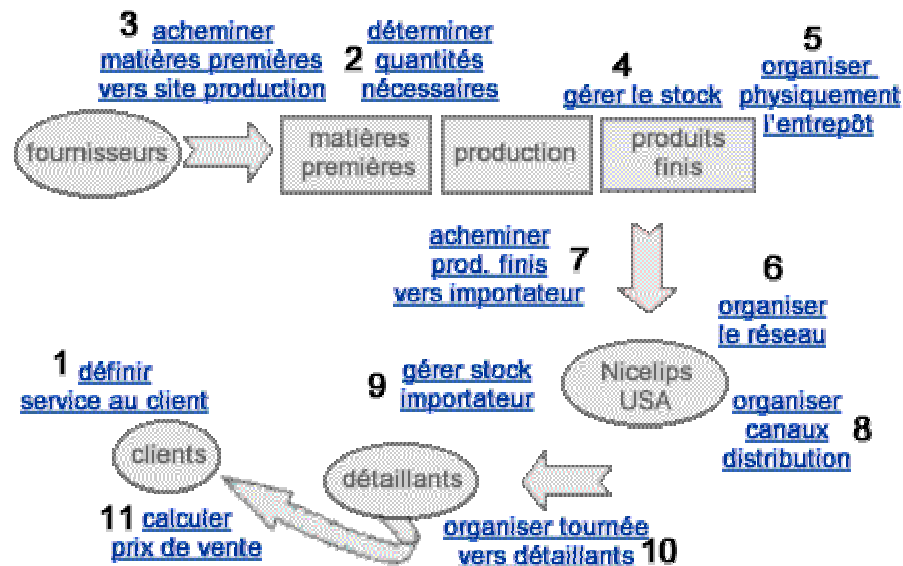 3 acheminer
matières premières
vers site production
2 déterminer
quantités
nécessaires
4
gérer le stock
5
organiser
physiquement
l'entrepôt
fournisseurs
matières
premières
production
produits
finis
acheminer
prod. finis
vers importateur
7
6
organiser
le réseau
1 définir
service au client
9 gérer stock
importateur
Nicelips
USA
organiser
canaux
distribution
8
clients
détaillants
11 calculer
prix de vente
organiser tournée
vers détaillants 10